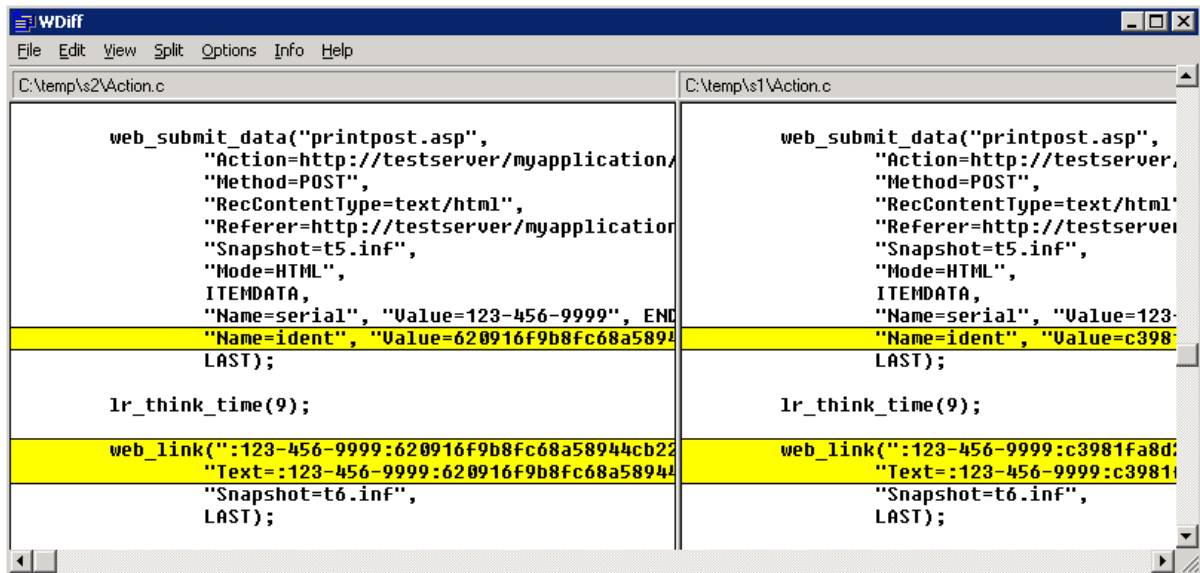 WDiff
File Edit View Split Options Info Help
C:\temp\s2\Action.c
web_submit_data("printpost.asp",
"Action=http://testserver/myapplication/
"Method=POST",
"RecContentType=text/html",
"Referer=http://testserver/myapplication
"Snapshot=t5.inf",
"Mode=HTML",
ITEMDATA,
"Name=serial", "Value=123-456-9999", END
"Name=ident", "Value=620916f9b8fc68a5894
LAST);
lr_think_time(9);
web_link(":123-456-9999:620916f9b8fc68a58944cb22
"Text=:123-456-9999:620916f9b8fc68a58944
"Snapshot=t6.inf",
LAST);
C:\temp\s1\Action.c
web_submit_data("printpost.asp",
"Action=http://testserver/
"Method=POST",
"RecContentType=text/html"
"Referer=http://testserver
"Snapshot=t5.inf",
"Mode=HTML",
ITEMDATA,
"Name=serial", "Value=123-
"Name=ident", "Value=c398
LAST);
lr_think_time(9);
web_link(":123-456-9999:c3981fa8d2
"Text=:123-456-9999:c3981f
"Snapshot=t6.inf",
LAST);